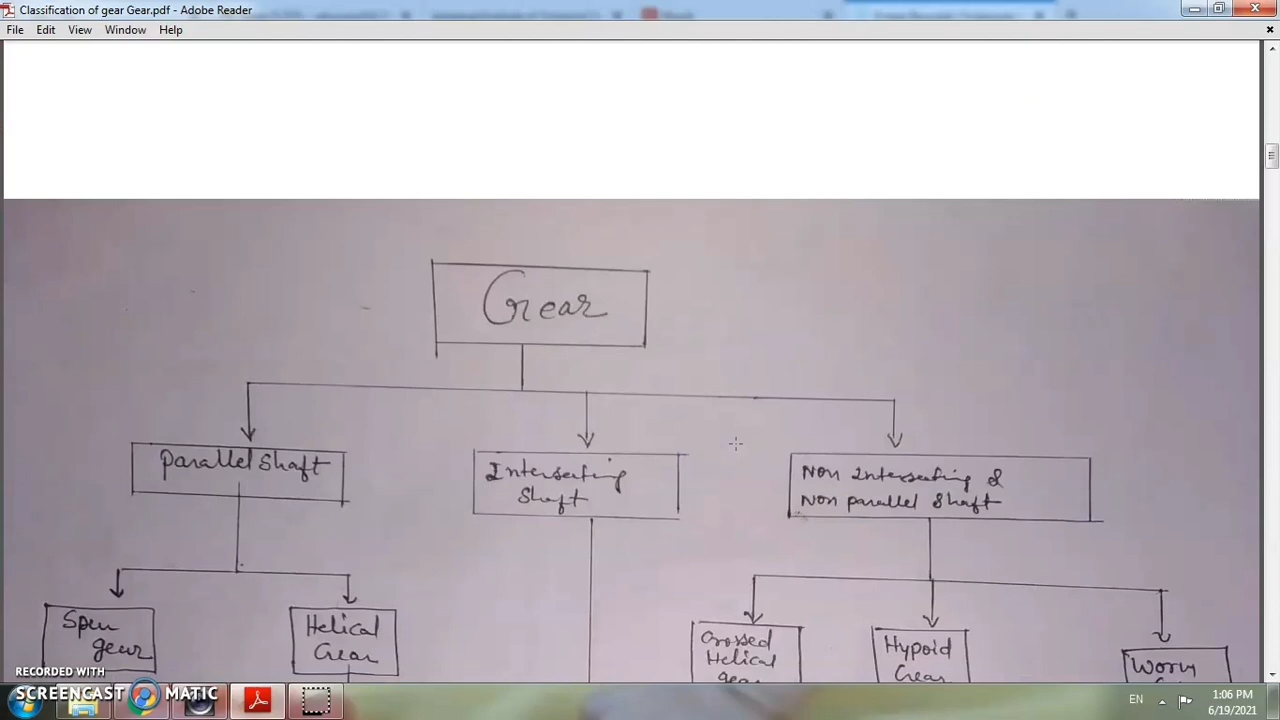 Classification of gear Gear.pdf - Adobe Reader
File Edit View Window Help
Gear
Parallel Shaft
Intersecting
Shaft
Non Intersecting &
Non parallel Shaft
Spur
gear
Helical
Gear
Crossed
Helical
gear
Hypoid
Gear
Worm
RECORDED WITH
SCREENCAST MATIC
EN
1:06 PM
6/19/2021